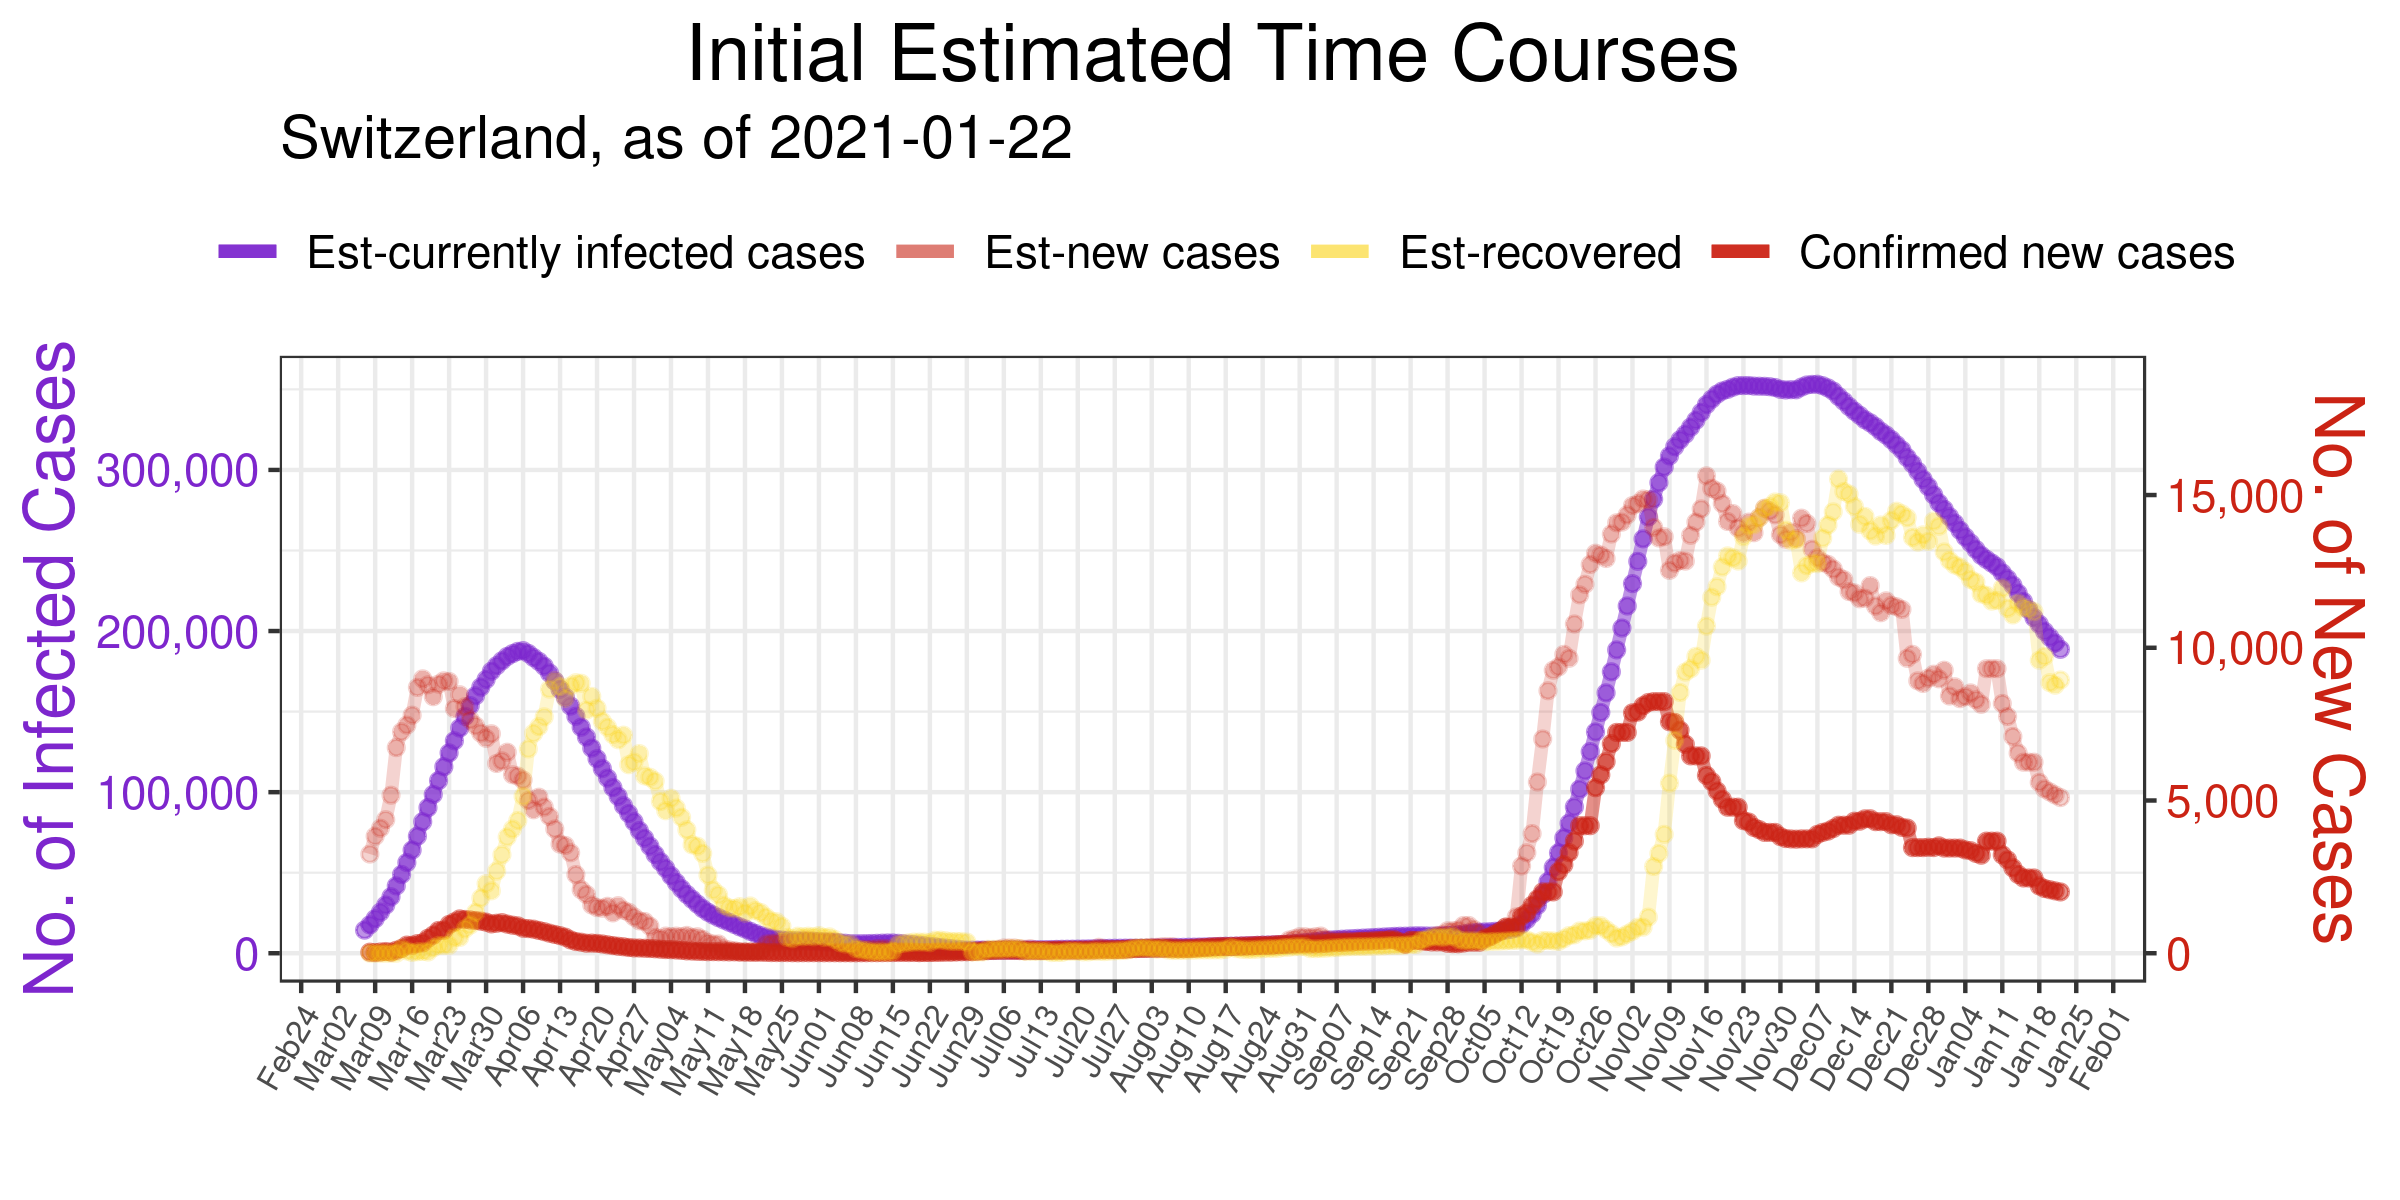 Initial Estimated Time Courses
Switzerland, as of 2021-01-22
Est-currently infected cases Est-new cases Est-recovered Confirmed new cases
No. of Infected Cases
300,000
200,000
100,000
0
15,000
10,000
5,000
0
No. of New Cases
Feb24 Mar02 Mar09 Mar16 Mar23 Mar30 Apr06 Apr13 Apr20 Apr27 May04 May11 May18 May25 Jun01 Jun08 Jun15 Jun22 Jun29 Jul06 Jul13 Jul20 Jul27 Aug03 Aug10 Aug17 Aug24 Aug31 Sep07 Sep14 Sep21 Sep28 Oct05 Oct12 Oct19 Oct26 Nov02 Nov09 Nov16 Nov23 Nov30 Dec07 Dec14 Dec21 Dec28 Jan04 Jan11 Jan18 Jan25 Feb01